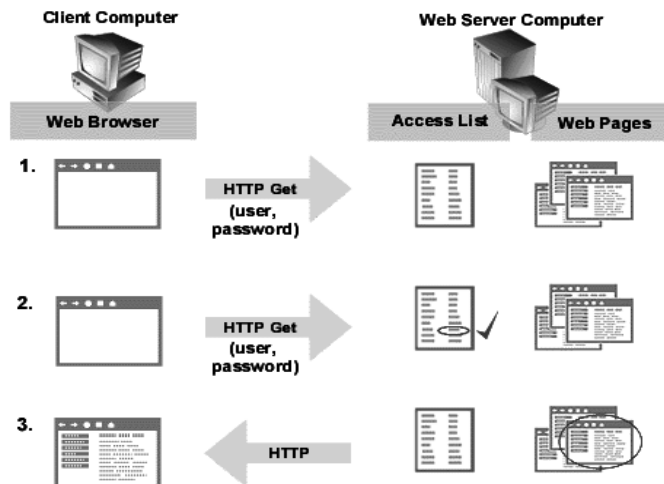 Client Computer
Web Server Computer
Web Browser
Access List
Web Pages
1.
HTTP Get
(user,
password)
2.
HTTP Get
(user,
password)
3.
HTTP